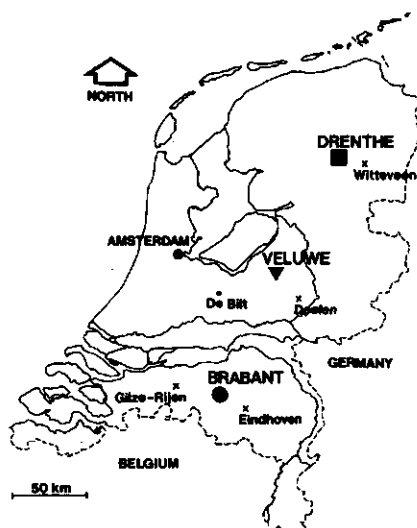 NORTH
DRENTHE
Witteveen
AMSTERDAM
VELUWE
De Bilt
Deelen
GERMANY
BRABANT
Gilze-Rijen
Eindhoven
BELGIUM
50 km